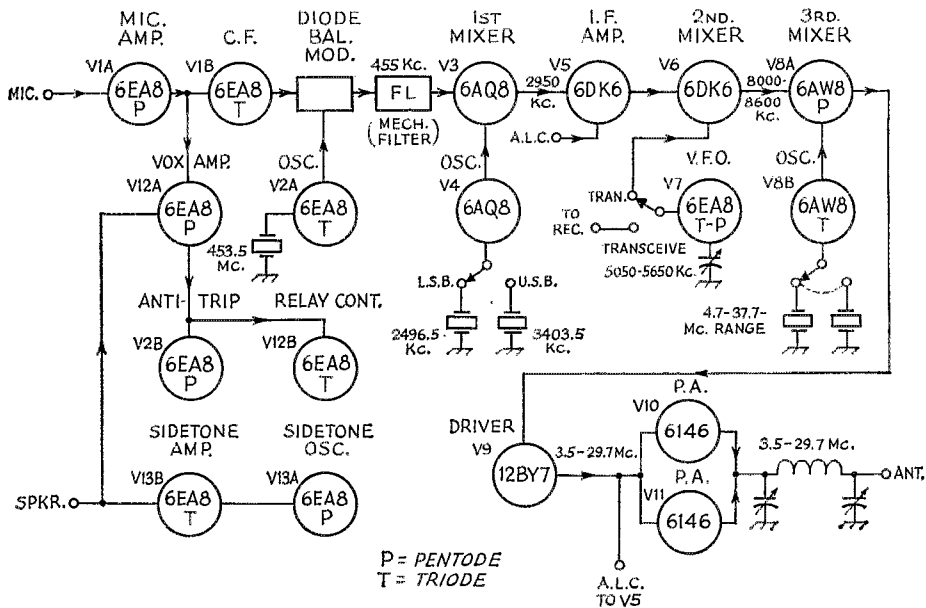 MIC.
AMP.
C.F.
DIODE
BAL.
MOD.
1ST
MIXER
I.F.
AMP.
2ND.
MIXER
3RD.
MIXER
V1A
V1B
455 Kc.
V3
V5
V6
V8A
MIC.
6EA8
P
6EA8
T
FL
6AQ8
2950
Kc.
6DK6
6DK6
8000-
8600
Kc.
6AW8
P
(MECH.
FILTER)
A.L.C.
VOX AMP.
OSC.
OSC.
V.F.O.
OSC.
V12A
V2A
V4
V7
V8B
6EA8
P
6EA8
T
6AQ8
TRAN.
6EA8
T-P
6AW8
T
TO
REC.
TRANSCEIVE
5050-5650 Kc.
453.5
Mc.
L.S.B.
U.S.B.
2496.5
Kc.
3403.5
Kc.
4.7-37.7-
Mc. RANGE
ANTI-TRIP
RELAY CONT.
V2B
V12B
6EA8
P
6EA8
T
P.A.
V10
6146
SIDETONE
AMP.
SIDETONE
OSC.
DRIVER
V9
3.5-29.7Mc.
3.5-29.7 Mc.
V13B
V13A
12BY7
P.A.
V11
6146
ANT.
SPKR.
6EA8
T
6EA8
P
P = PENTODE
T = TRIODE
A.L.C.
TO V5